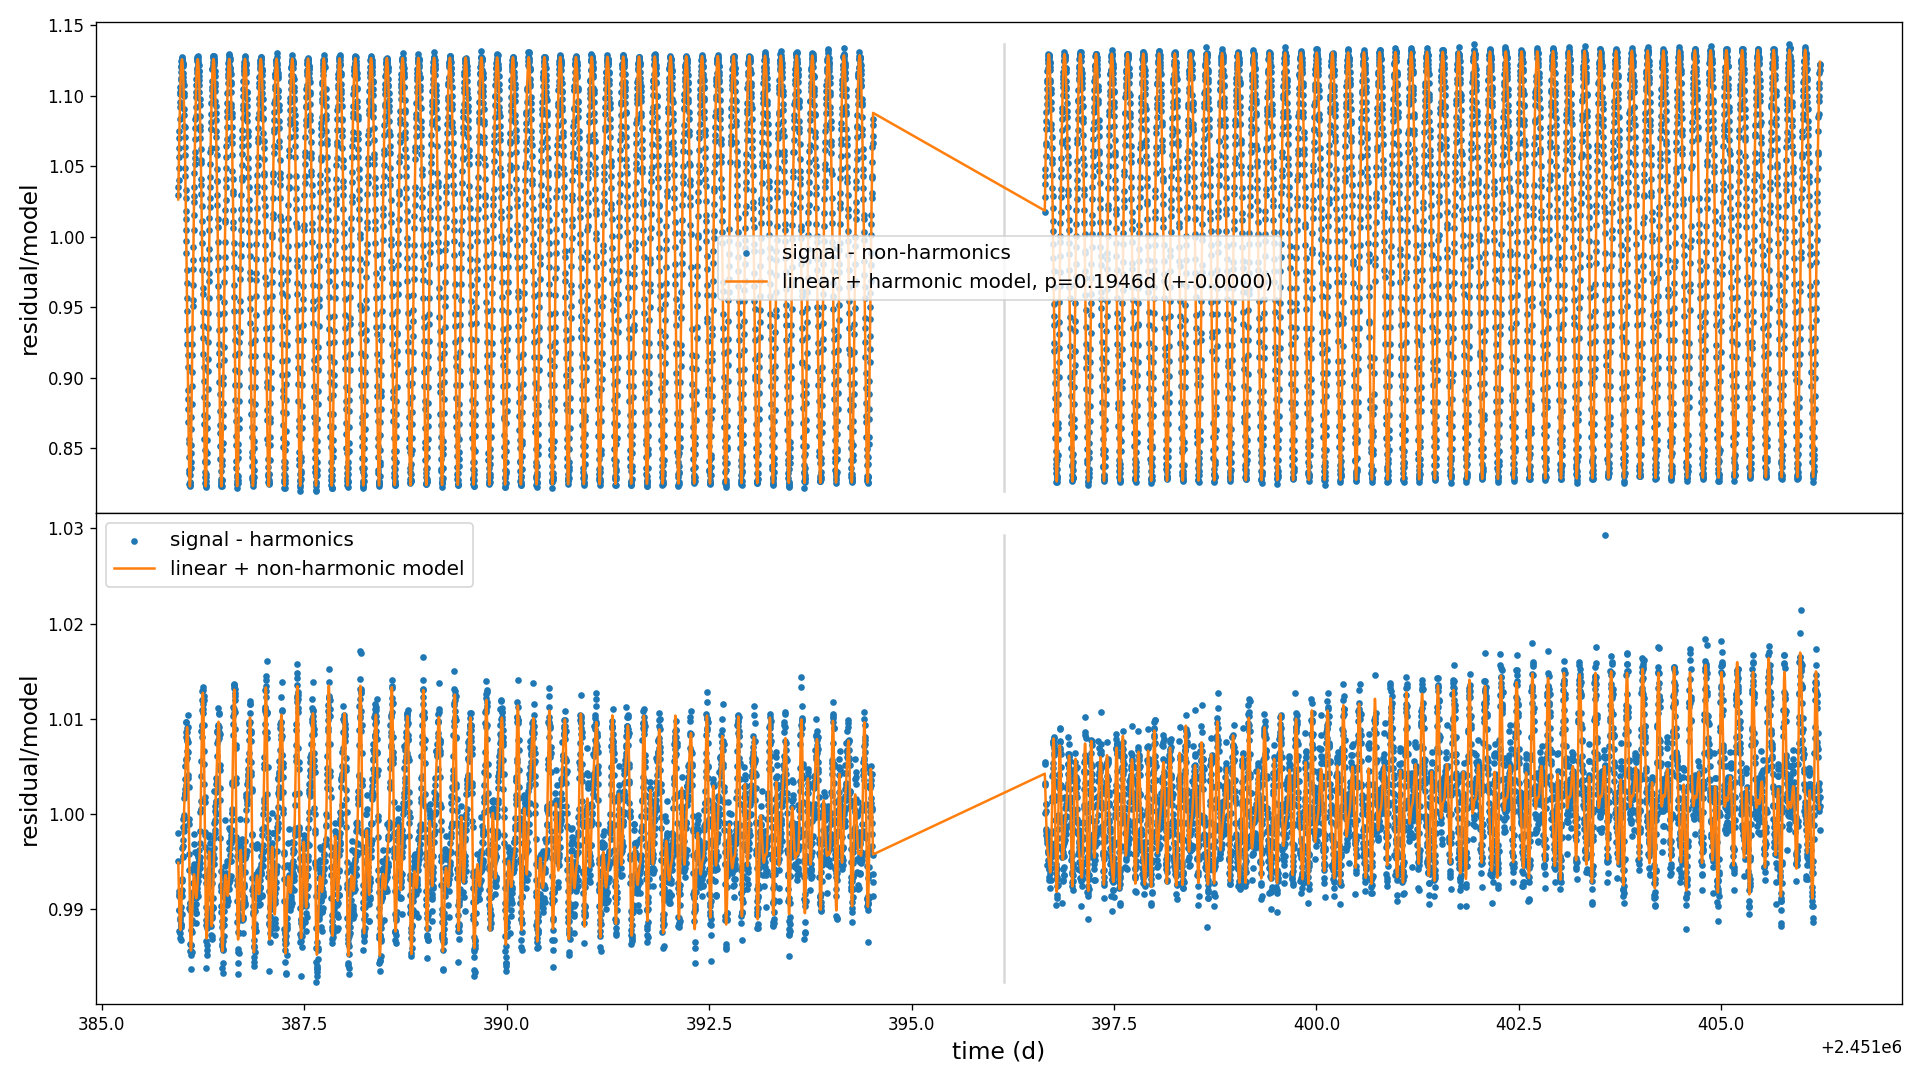 1.15
1.10
1.05
1.00
0.95
0.90
0.85
residual/model
signal - non-harmonics
linear + harmonic model, p=0.1946d (+-0.0000)
1.03
1.02
1.01
1.00
0.99
residual/model
signal - harmonics
linear + non-harmonic model
385.0 387.5 390.0 392.5 395.0 397.5 400.0 402.5 405.0
time (d)
+2.451e6